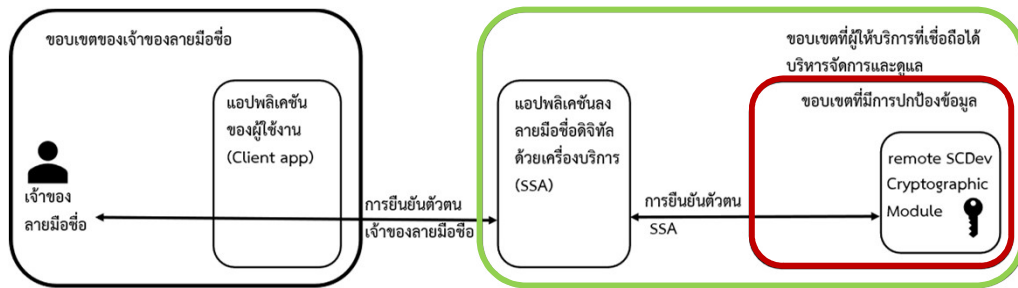 ขอบเขตของเจ้าของลายมือชื่อ
แอปพลิเคชัน
ของผู้ใช้งาน
(Client app)
เจ้าของ
ลายมือชื่อ
การยืนยันตัวตน
เจ้าของลายมือชื่อ
แอปพลิเคชันลง
ลายมือชื่อดิจิทัล
ด้วยเครื่องบริการ
(SSA)
การยืนยันตัวตน
SSA
ขอบเขตที่ผู้ให้บริการที่เชื่อถือได้
บริหารจัดการและดูแล
ขอบเขตที่มีการปกป้องข้อมูล
remote SCDev
Cryptographic
Module